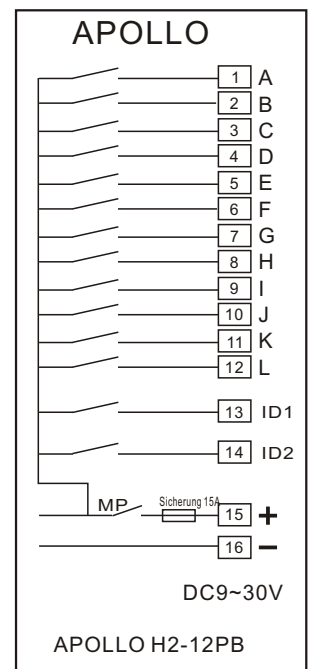 APOLLO
1 A
2 B
3 C
4 D
5 E
6 F
7 G
8 H
9 I
10 J
11 K
12 L
13 ID1
14 ID2
MP Sicherung 15A 15 +
16 −
DC9~30V
APOLLO H2-12PB